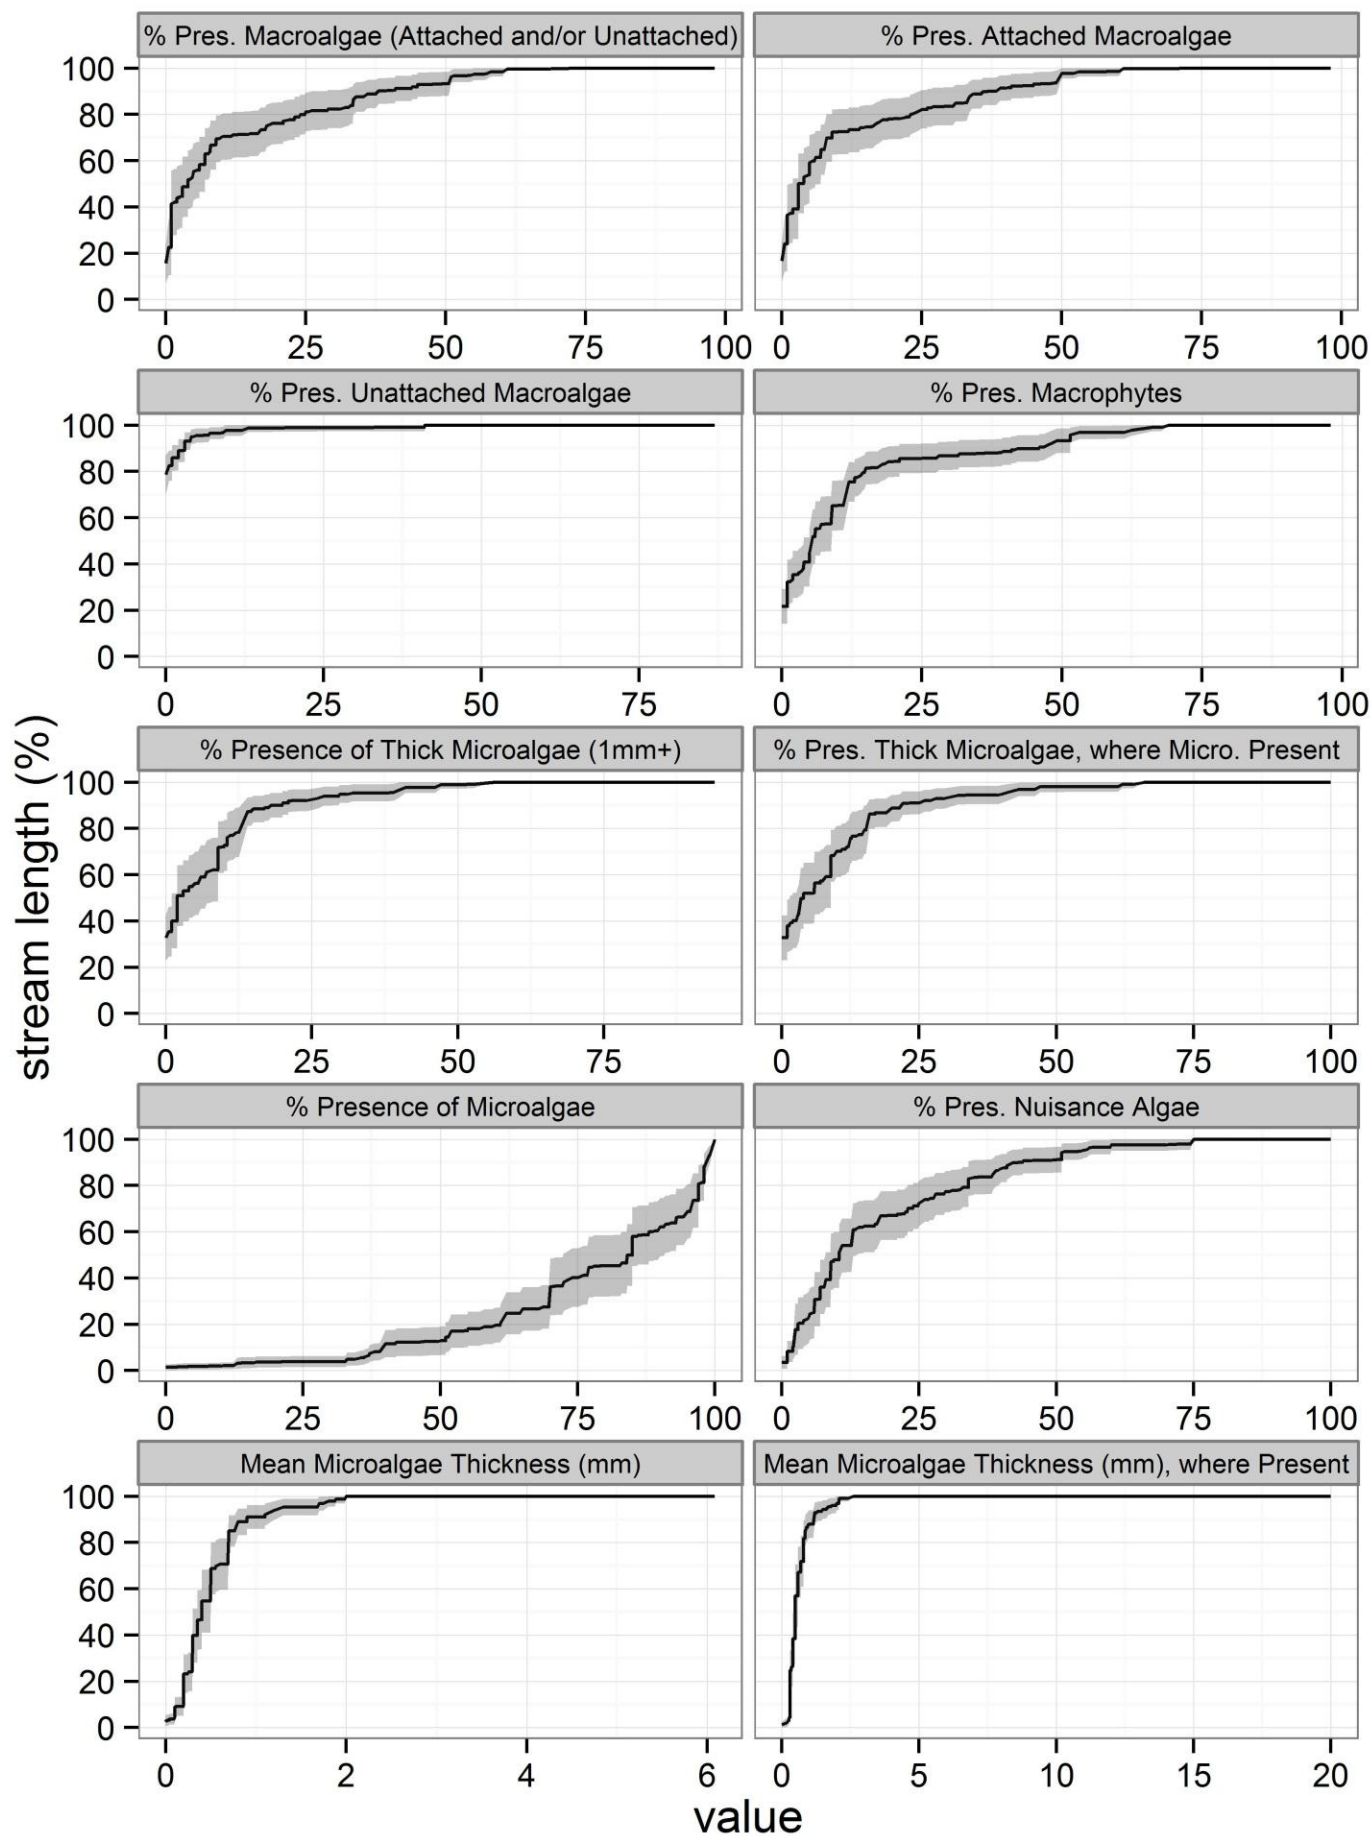 % Pres. Macroalgae (Attached and/or Unattached)
% Pres. Attached Macroalgae
100
80
60
40
20
0
0 25 50 75 100
0 25 50 75 100
% Pres. Unattached Macroalgae
% Pres. Macrophytes
100
80
60
40
20
0
0 25 50 75
0 25 50 75 100
% Presence of Thick Microalgae (1mm+)
% Pres. Thick Microalgae, where Micro. Present
100
80
60
40
20
0
0 25 50 75
0 25 50 75 100
stream length (%)
% Presence of Microalgae
% Pres. Nuisance Algae
100
80
60
40
20
0
0 25 50 75 100
0 25 50 75 100
Mean Microalgae Thickness (mm)
Mean Microalgae Thickness (mm), where Present
100
80
60
40
20
0
0 2 4 6
0 5 10 15 20
value